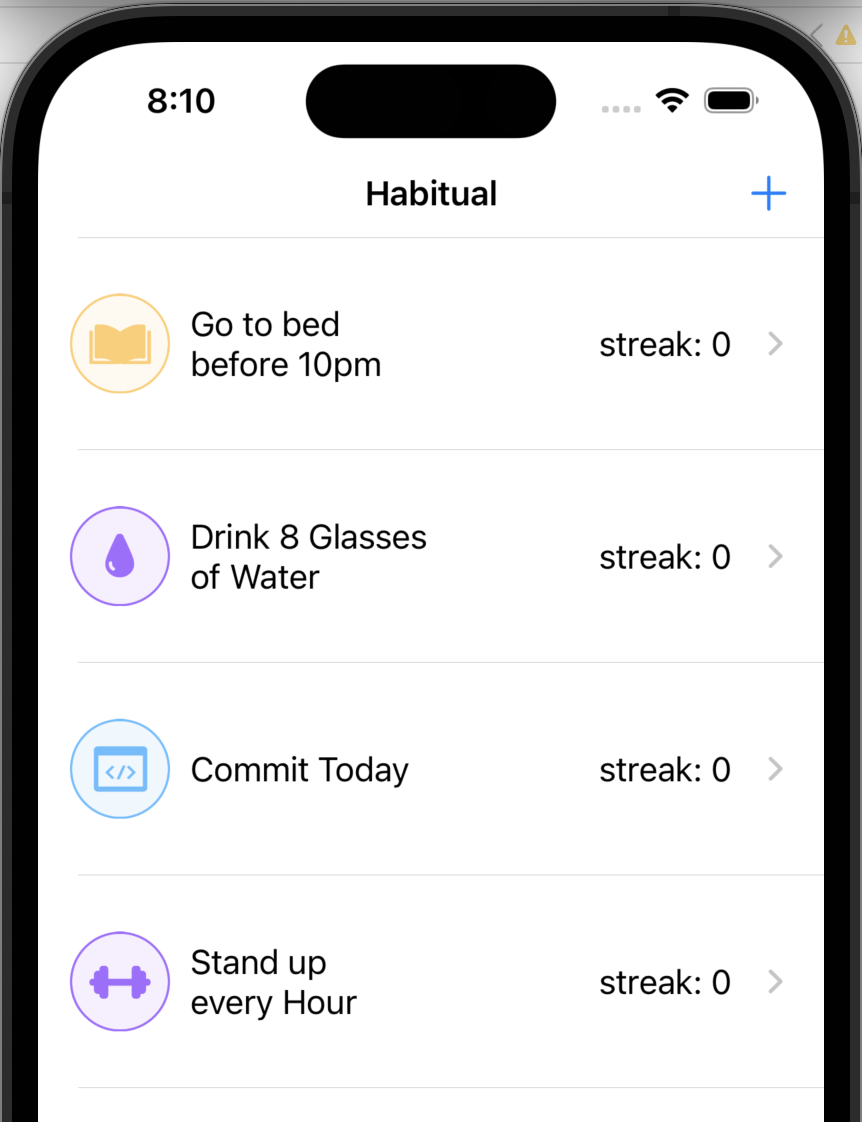 8:10
Habitual
Go to bed
before 10pm
streak: 0
Drink 8 Glasses
of Water
streak: 0
</>
Commit Today
streak: 0
Stand up
every Hour
streak: 0